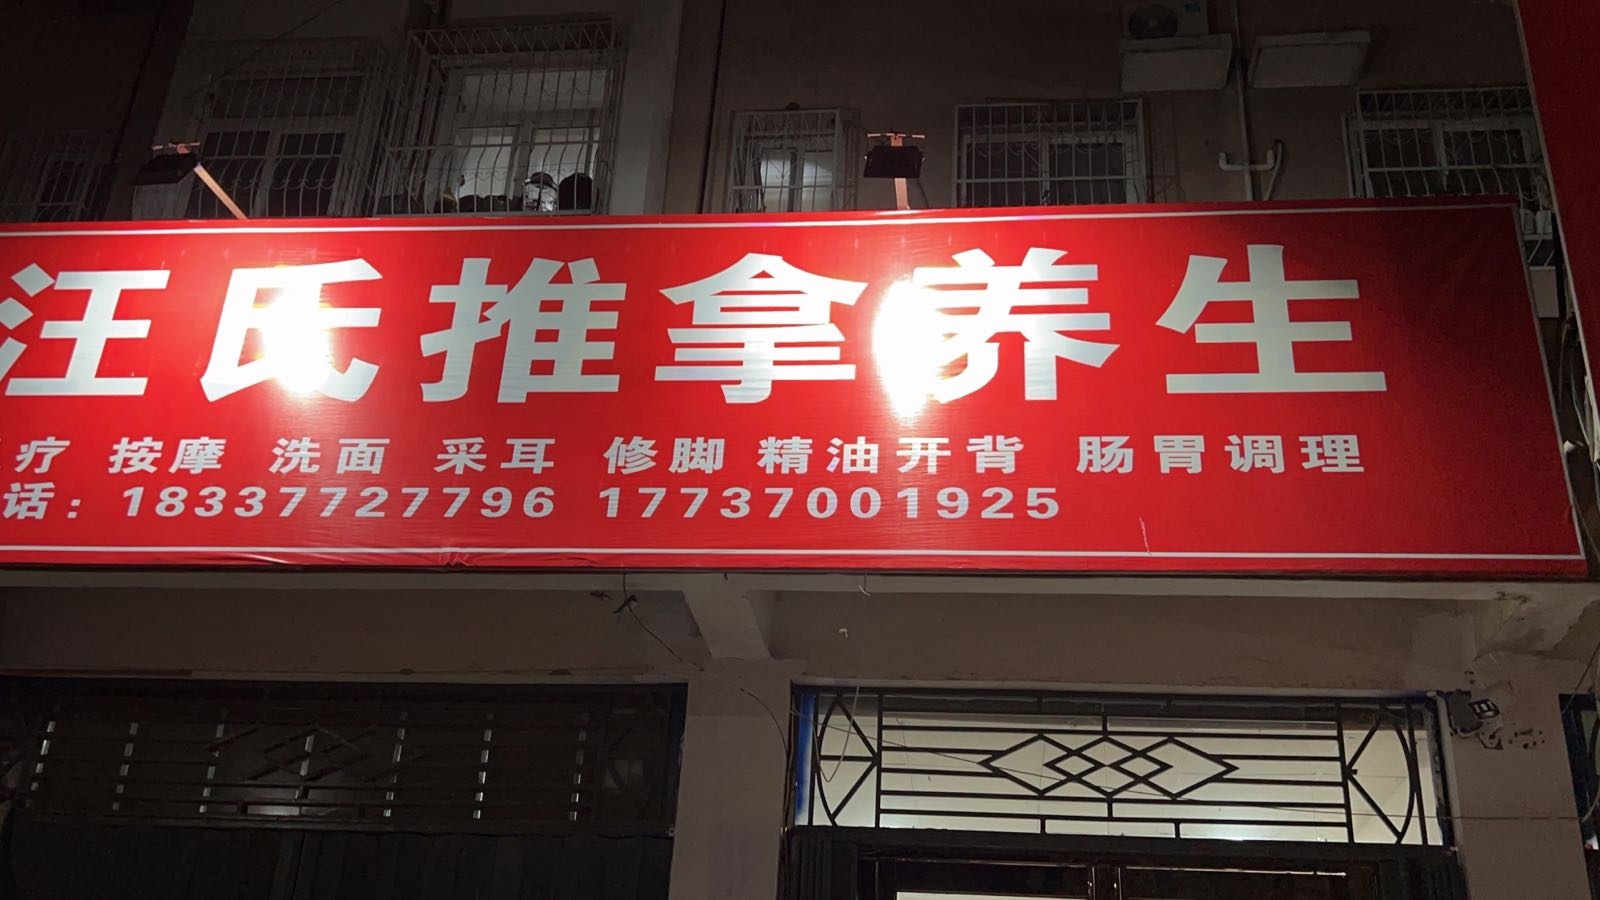 汪氏推拿养生
疗 按摩 洗面 采耳 修脚 精油开背 肠胃调理
话：18337727796 17737001925